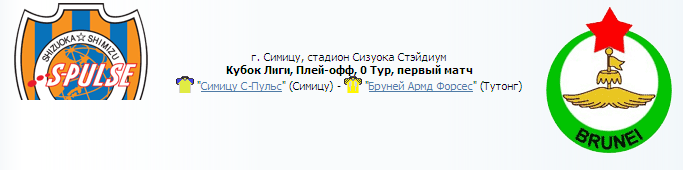 SHIZUOKA★SHIMIZU
S-PULSE
г. Симицу, стадион Сизуока Стэйдиум
Кубок Лиги, Плей-офф, 0 Тур, первый матч
"Симицу С-Пульс" (Симицу) - "Бруней Армд Форсес" (Тутонг)
BRUNEI